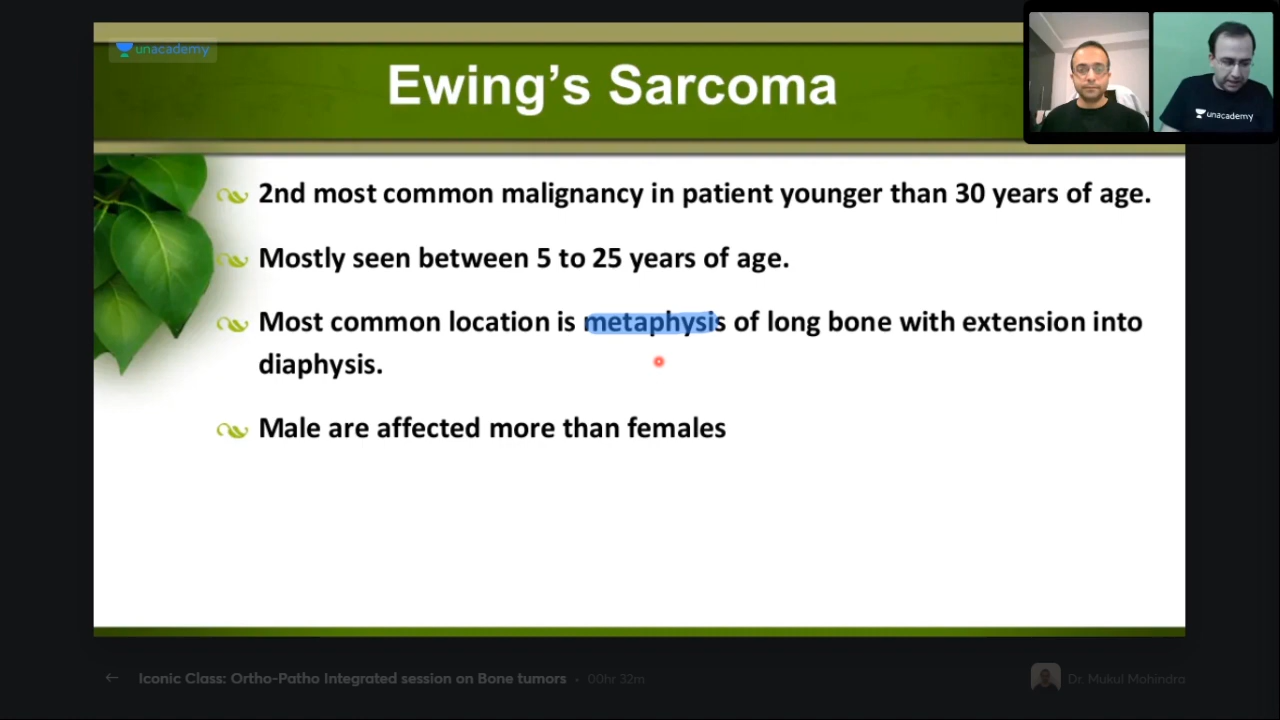 unacademy
Ewing's Sarcoma
unacademy
2nd most common malignancy in patient younger than 30 years of age.
Mostly seen between 5 to 25 years of age.
Most common location is metaphysis of long bone with extension into
diaphysis.
Male are affected more than females
Iconic Class: Ortho-Patho Integrated session on Bone tumors · 00hr 32m
Dr. Mukul Mohindra